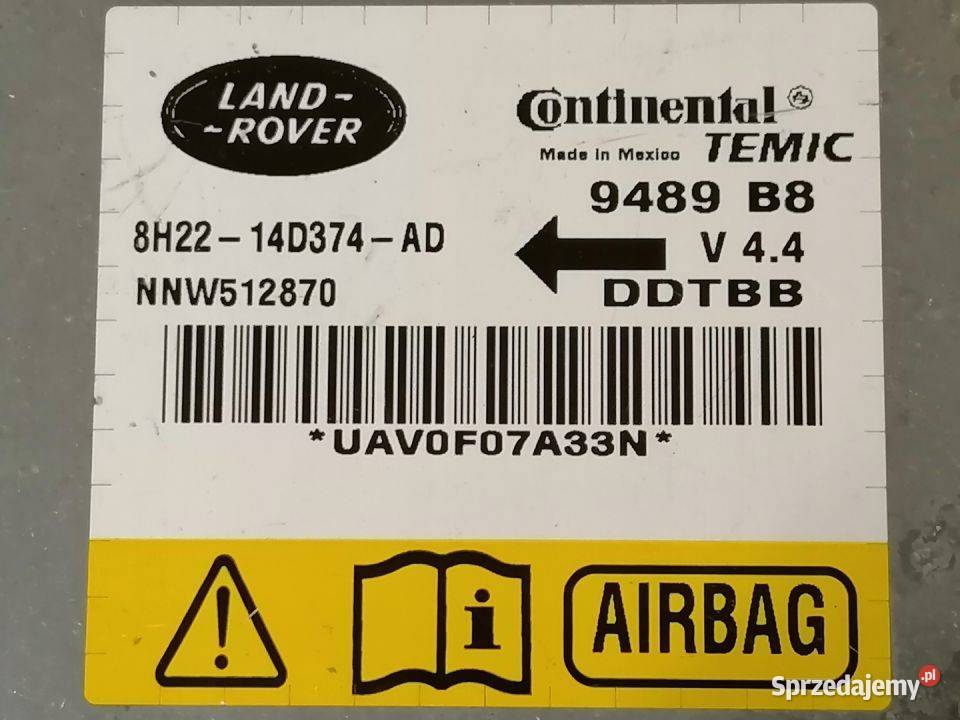 LAND-
-ROVER
Continental
Made in Mexico TEMIC
9489 B8
8H22-14D374-AD
V 4.4
NNW512870
DDTBB
*UAV0F07A33N*
! i AIRBAG
Sprzedajemy.pl